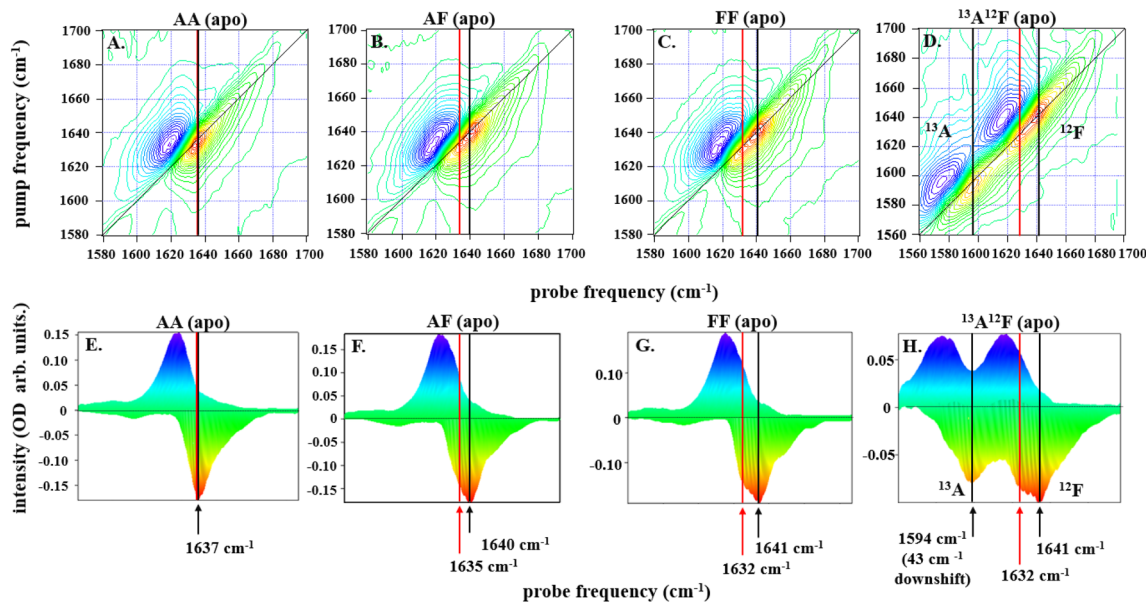 AA (apo) AF (apo) FF (apo) ¹³A¹²F (apo)
pump frequency (cm⁻¹)
A. B. C. D.
1700 1700 1700 1700
1680 1680 1680 1680
1660 1660 1660 1660
1640 1640 1640 1640
1620 1620 1620 1620
1600 1600 1600 1600
1580 1580 1580 1580
1560
¹³A ¹²F
1580 1600 1620 1640 1660 1680 1700 1580 1600 1620 1640 1660 1680 1700 1580 1600 1620 1640 1660 1680 1700 1560 1580 1600 1620 1640 1660 1680 1700
probe frequency (cm⁻¹)
AA (apo) AF (apo) FF (apo) ¹³A¹²F (apo)
intensity (OD arb. units.)
E. F. G. H.
0.15 0.15 0.10 0.05
0.10 0.10
0.05 0.05
0 0 0 0
-0.05 -0.05 -0.10 -0.05
-0.10 -0.10
-0.15 -0.15
¹³A ¹²F
1637 cm⁻¹
1640 cm⁻¹
1635 cm⁻¹
1641 cm⁻¹
1632 cm⁻¹
1594 cm⁻¹
(43 cm ⁻¹
downshift)
1641 cm⁻¹
1632 cm⁻¹
probe frequency (cm⁻¹)